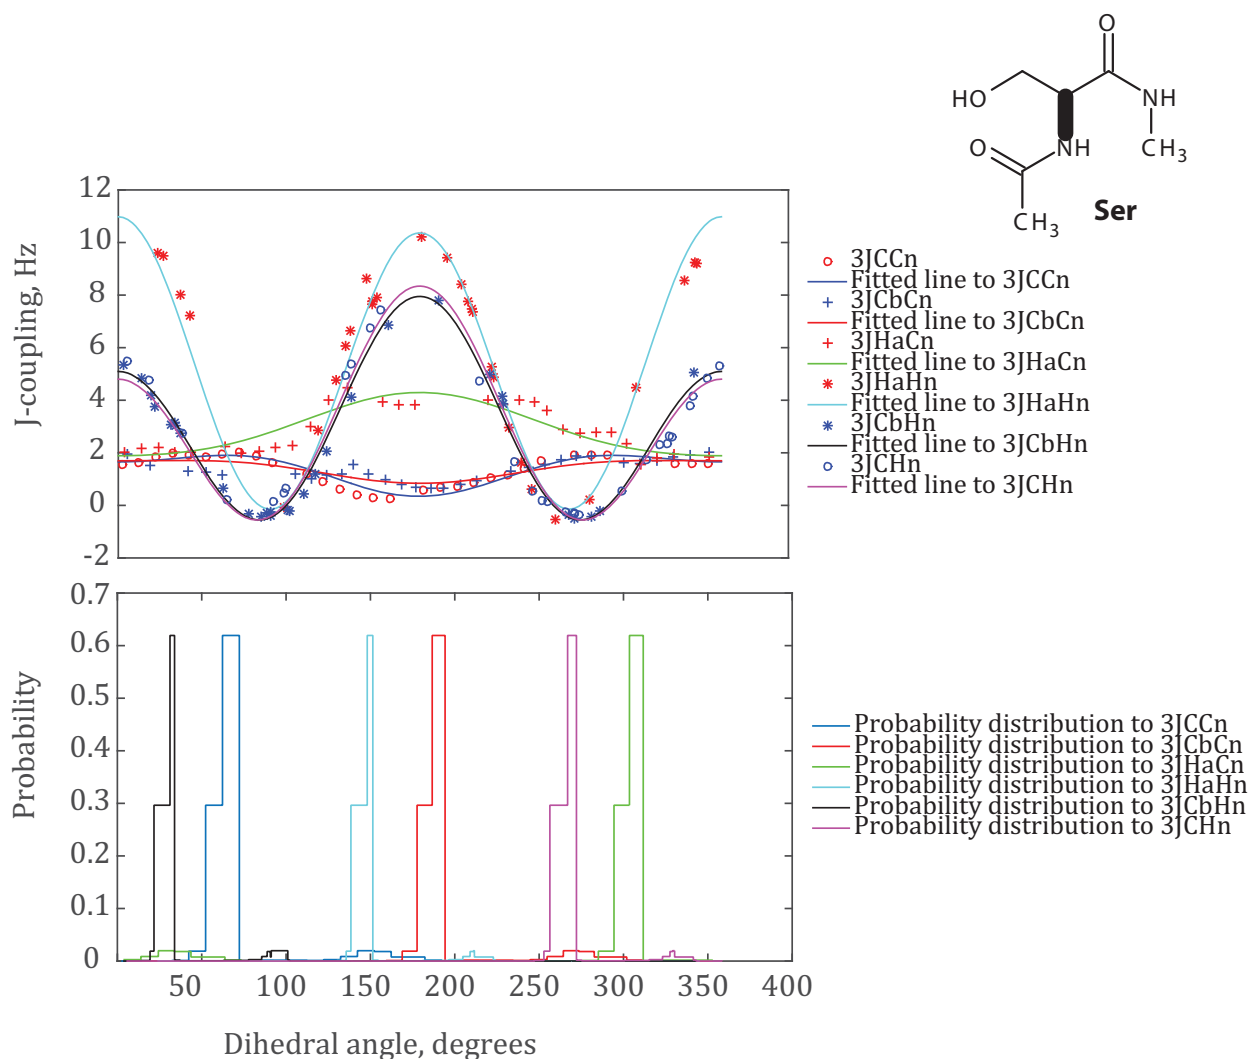 O
HO
NH
O
NH
CH3
CH3
Ser
12
10
8
6
4
2
0
-2
J-coupling, Hz
3JCCn
Fitted line to 3JCCn
3JCbCn
Fitted line to 3JCbCn
3JHaCn
Fitted line to 3JHaCn
3JHaHn
Fitted line to 3JHaHn
3JCbHn
Fitted line to 3JCbHn
3JCHn
Fitted line to 3JCHn
0.7
0.6
0.5
0.4
0.3
0.2
0.1
0
Probability
50 100 150 200 250 300 350 400
Dihedral angle, degrees
Probability distribution to 3JCCn
Probability distribution to 3JCbCn
Probability distribution to 3JHaCn
Probability distribution to 3JHaHn
Probability distribution to 3JCbHn
Probability distribution to 3JCHn